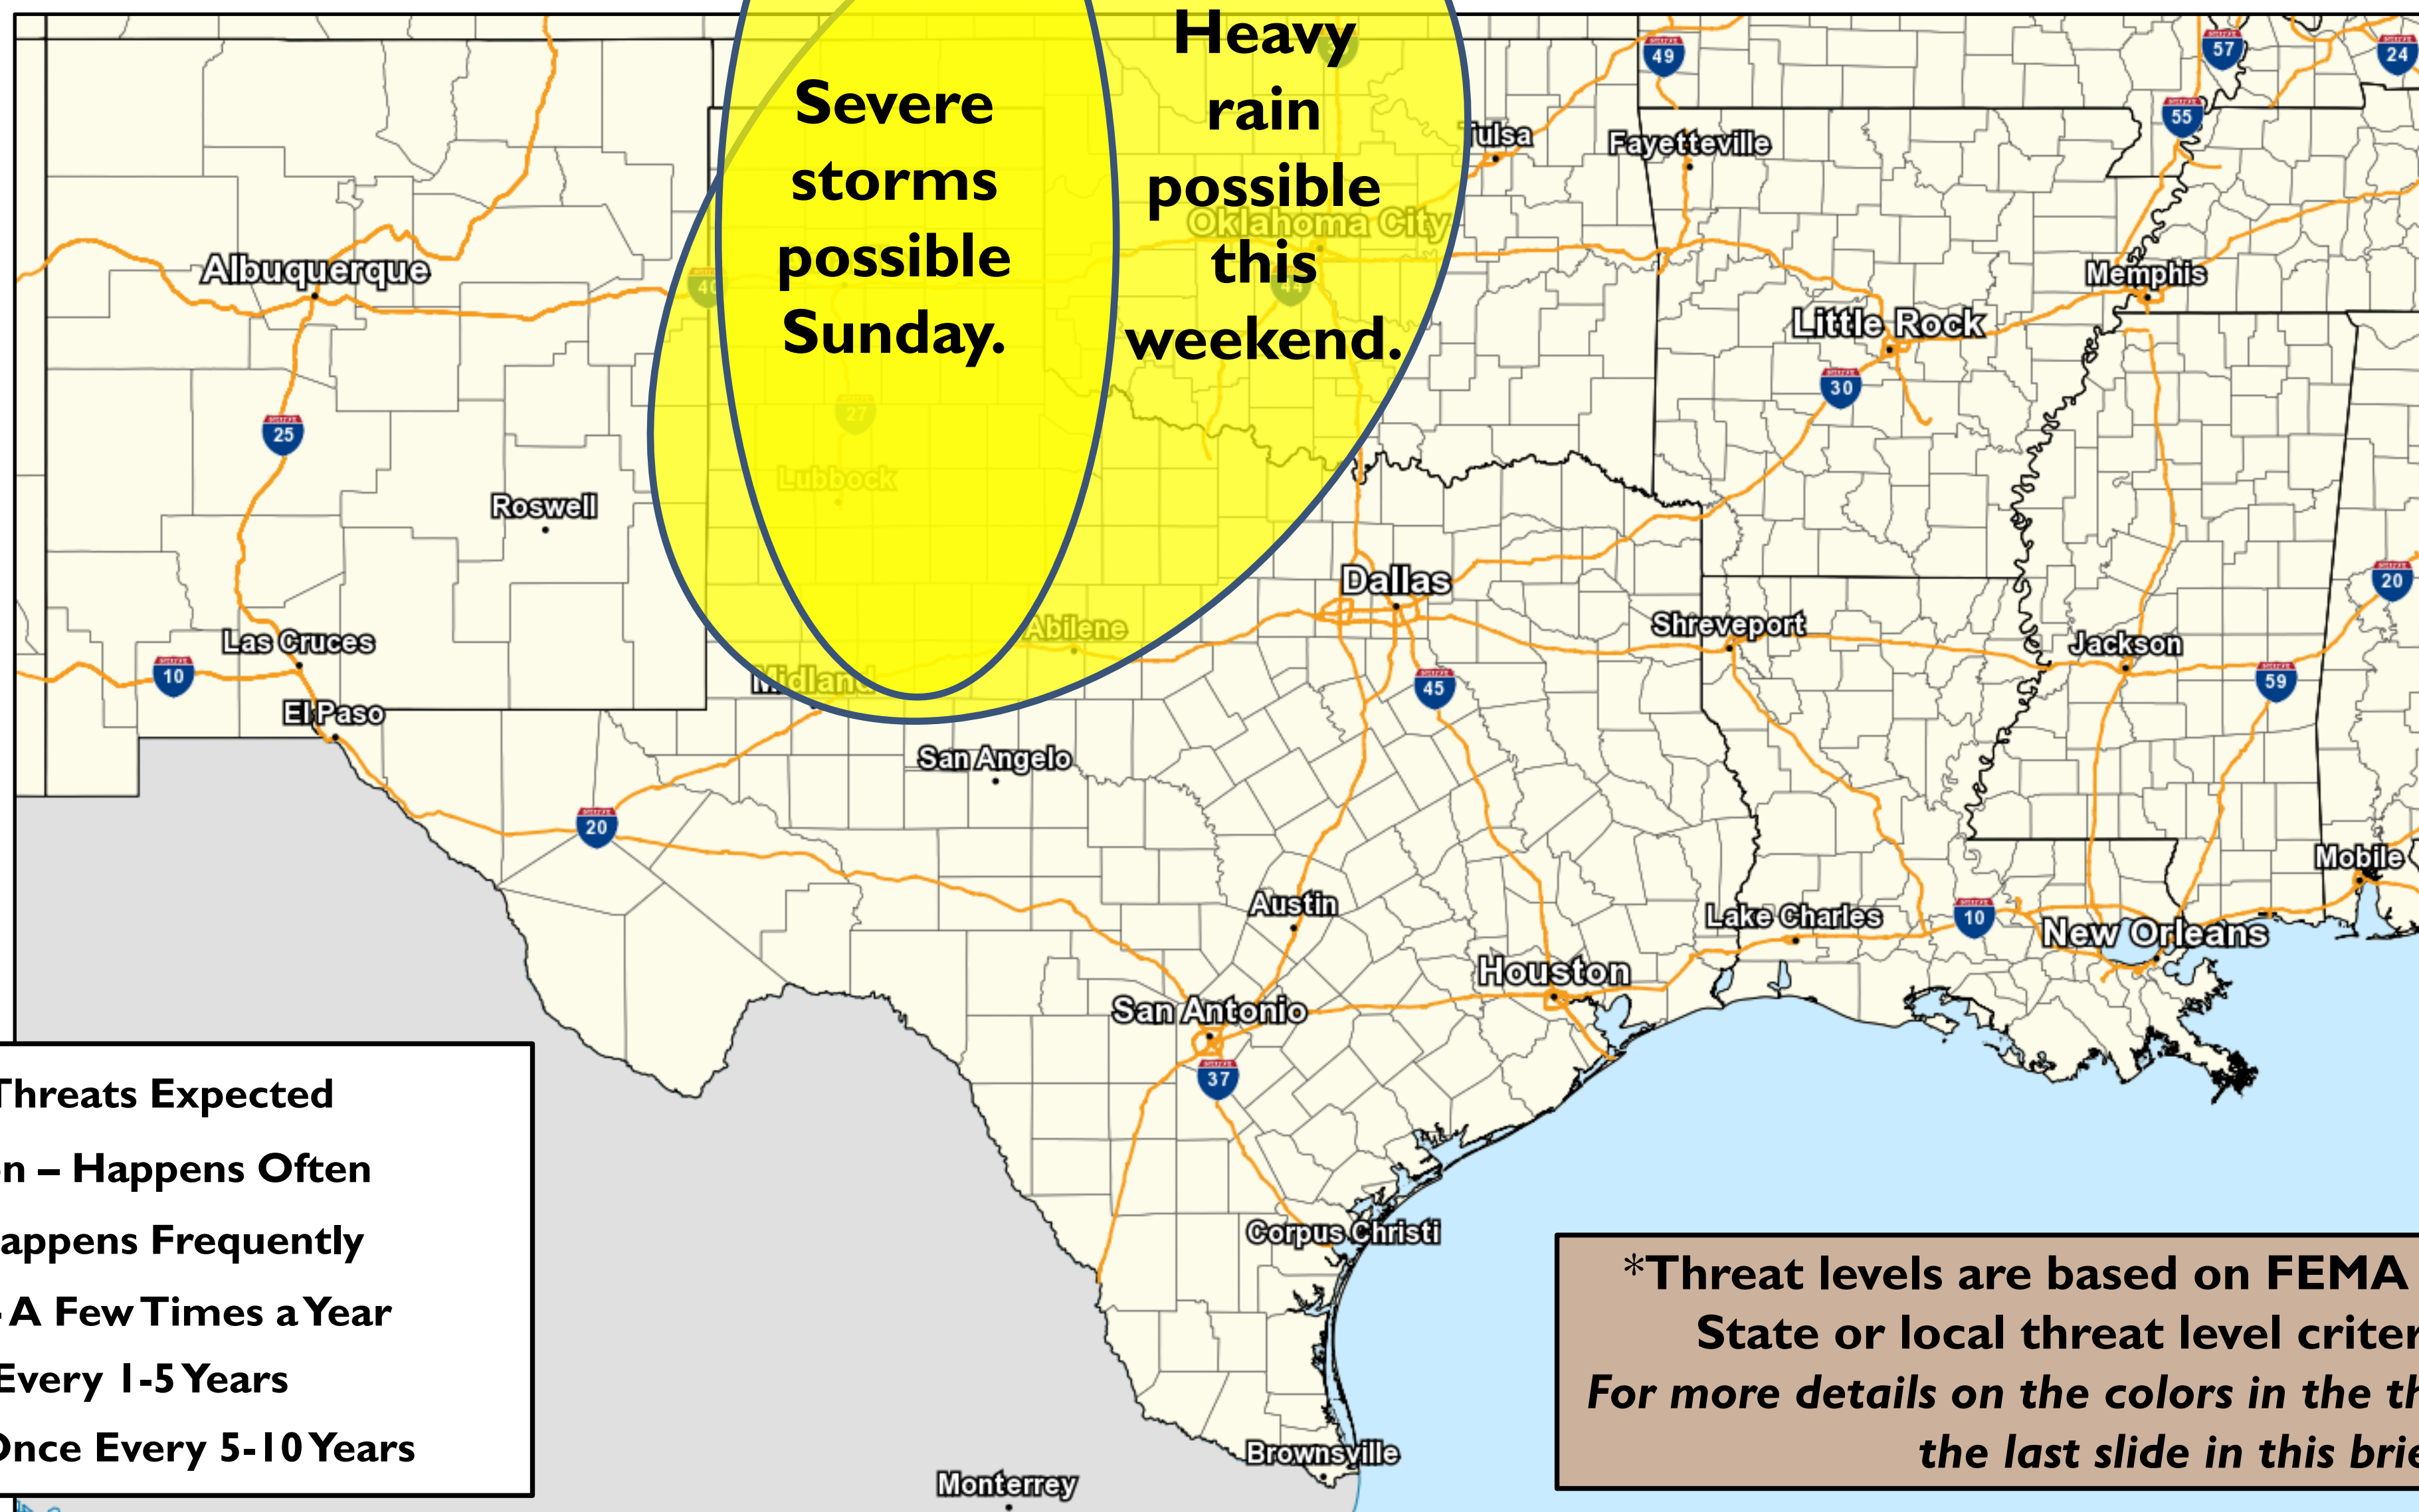 Heavy
rain
possible
this
weekend.
Severe
storms
possible
Sunday.
49
57
24
55
Tulsa
Fayetteville
Oklahoma City
Albuquerque
40
44
Memphis
Little Rock
30
25
27
Lubbock
Roswell
Dallas
20
Abilene
Shreveport
Las Cruces
Jackson
10
Midland
45
59
El Paso
San Angelo
20
Mobile
Austin
Lake Charles
10
New Orleans
Houston
San Antonio
37
Corpus Christi
Brownsville
Monterrey
Threats Expected
n – Happens Often
appens Frequently
- A Few Times a Year
Every 1-5 Years
Once Every 5-10 Years
*Threat levels are based on FEMA
State or local threat level criter
For more details on the colors in the th
the last slide in this brie